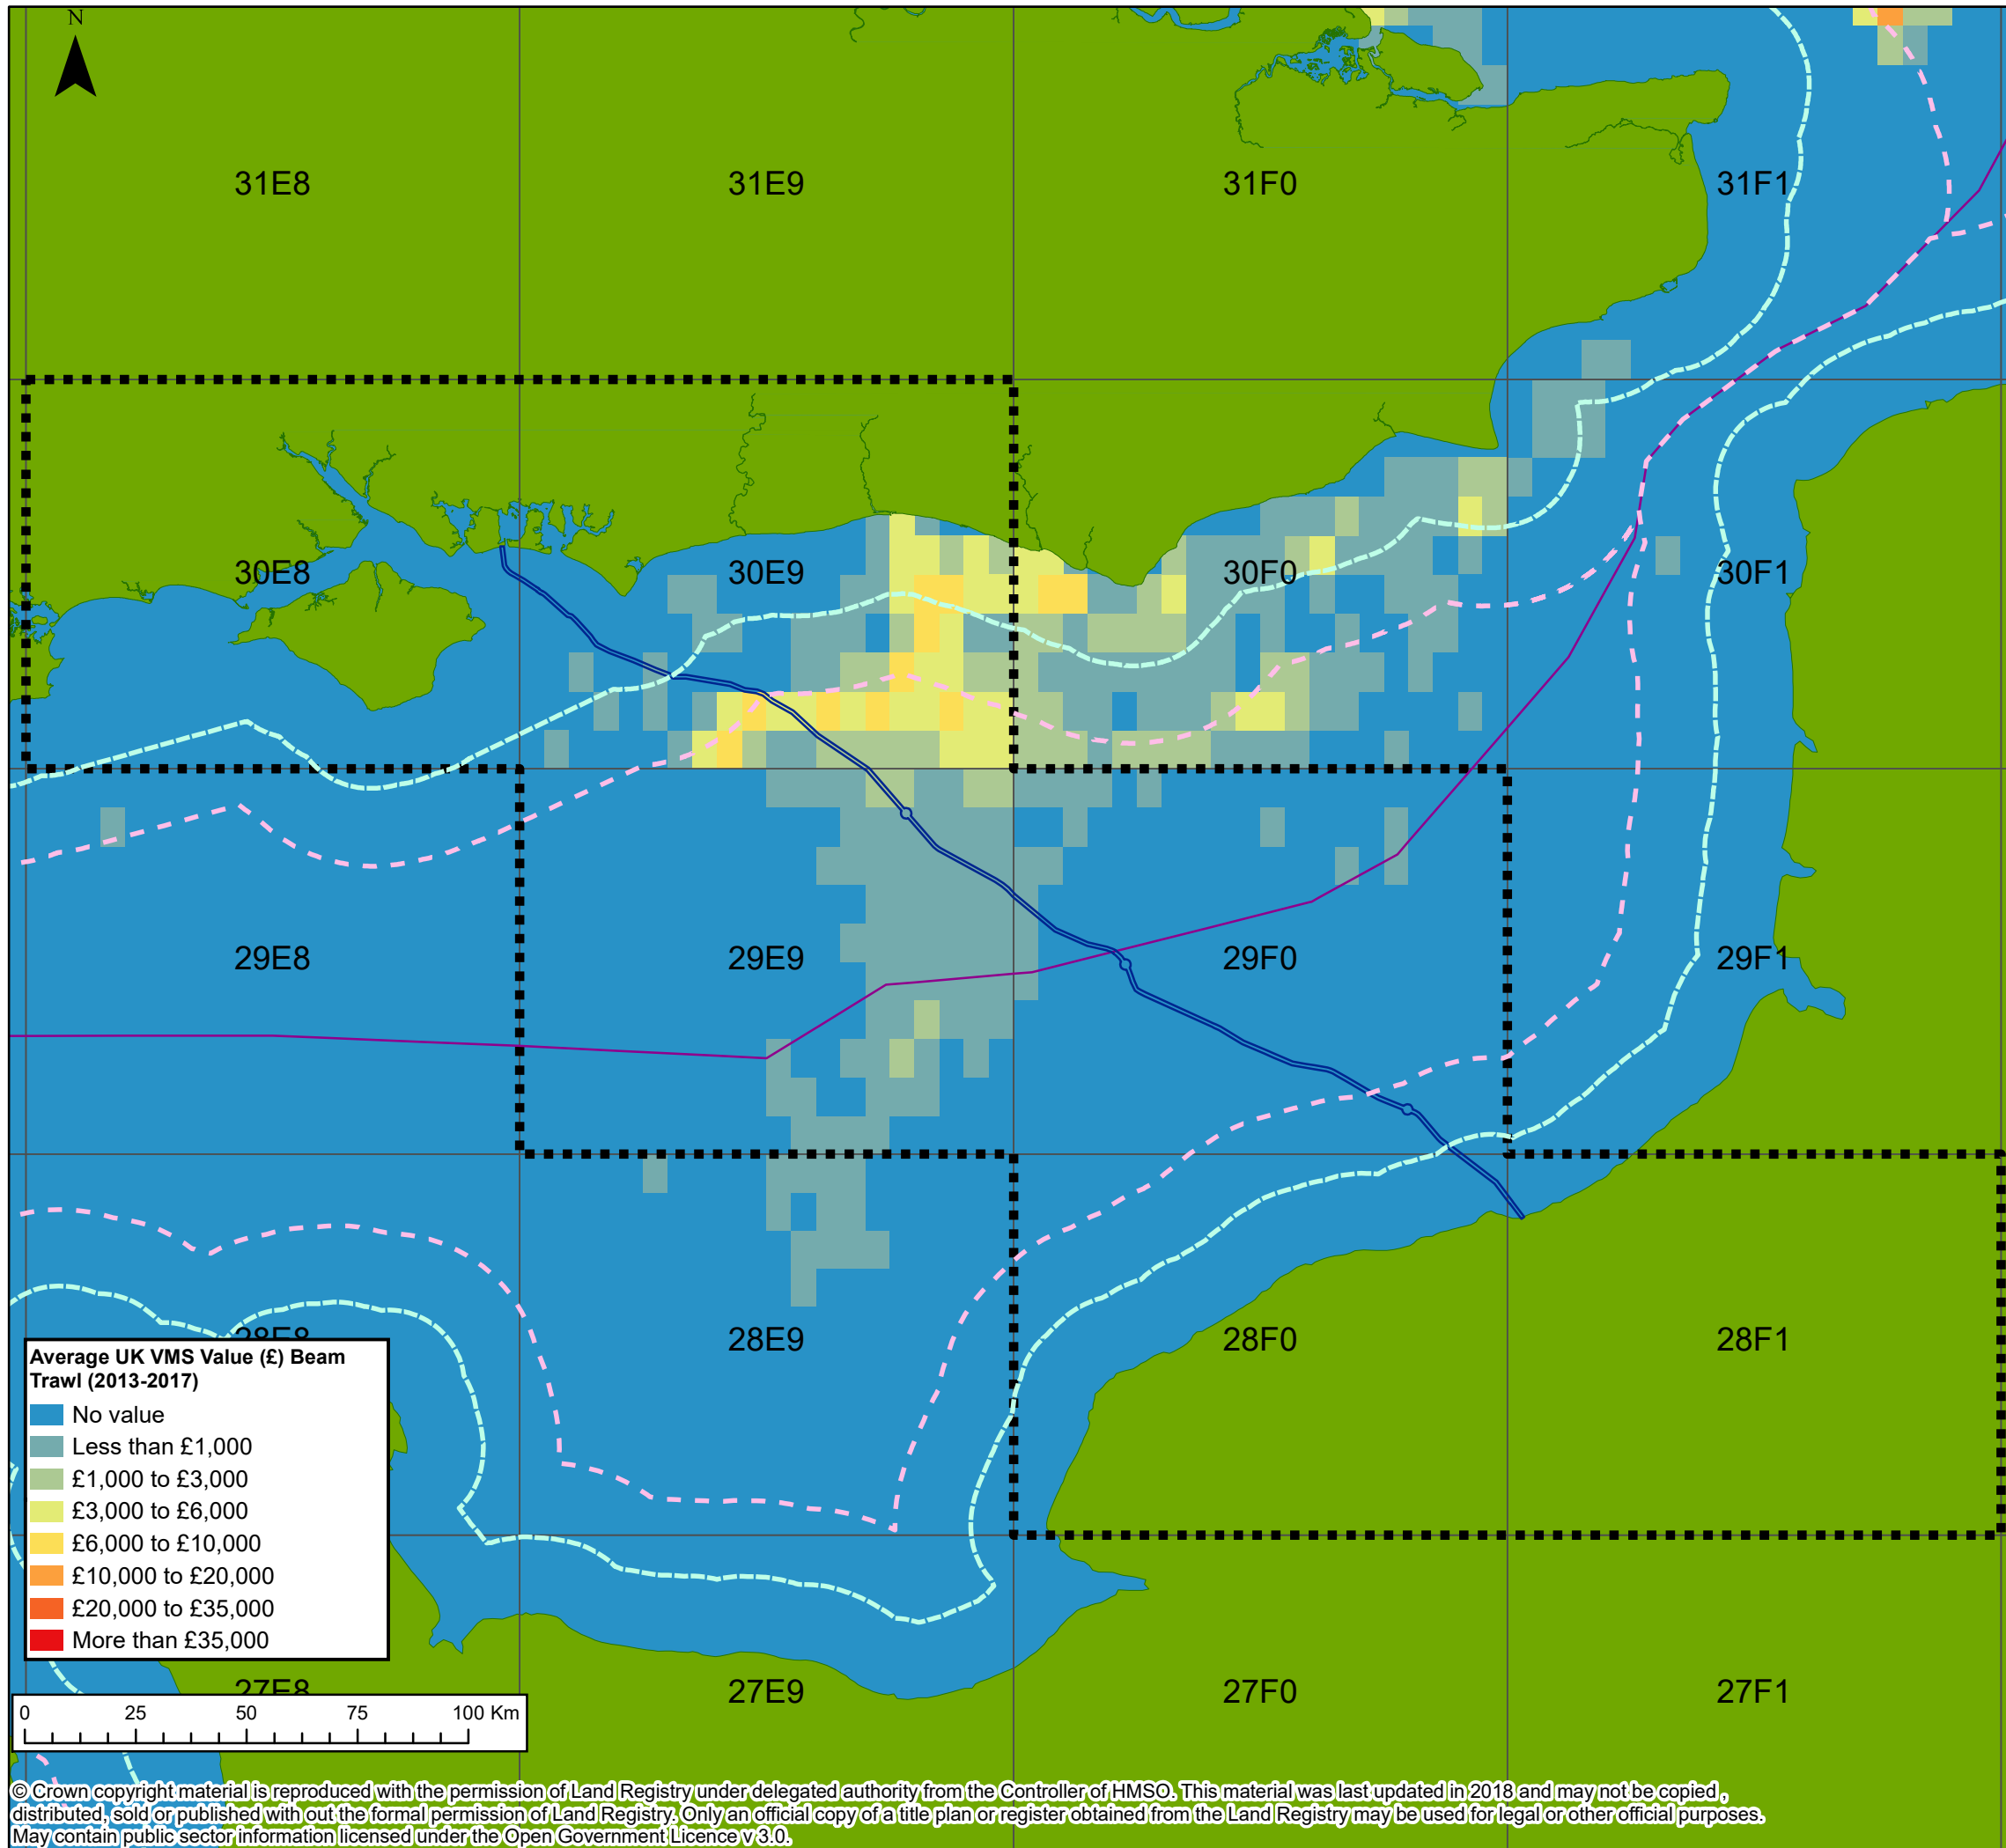 N
31E8 31E9 31F0 31F1
30E8 30E9 30F0 30F1
29E8 29E9 29F0 29F1
28E8 28E9 28F0 28F1
Average UK VMS Value (£) Beam
Trawl (2013-2017)
No value
Less than £1,000
£1,000 to £3,000
£3,000 to £6,000
£6,000 to £10,000
£10,000 to £20,000
£20,000 to £35,000
More than £35,000
27E8 27E9 27F0 27F1
0 25 50 75 100 Km
© Crown copyright material is reproduced with the permission of Land Registry under delegated authority from the Controller of HMSO. This material was last updated in 2018 and may not be copied ,
distributed, sold or published with out the formal permission of Land Registry. Only an official copy of a title plan or register obtained from the Land Registry may be used for legal or other official purposes.
May contain public sector information licensed under the Open Government Licence v 3.0.